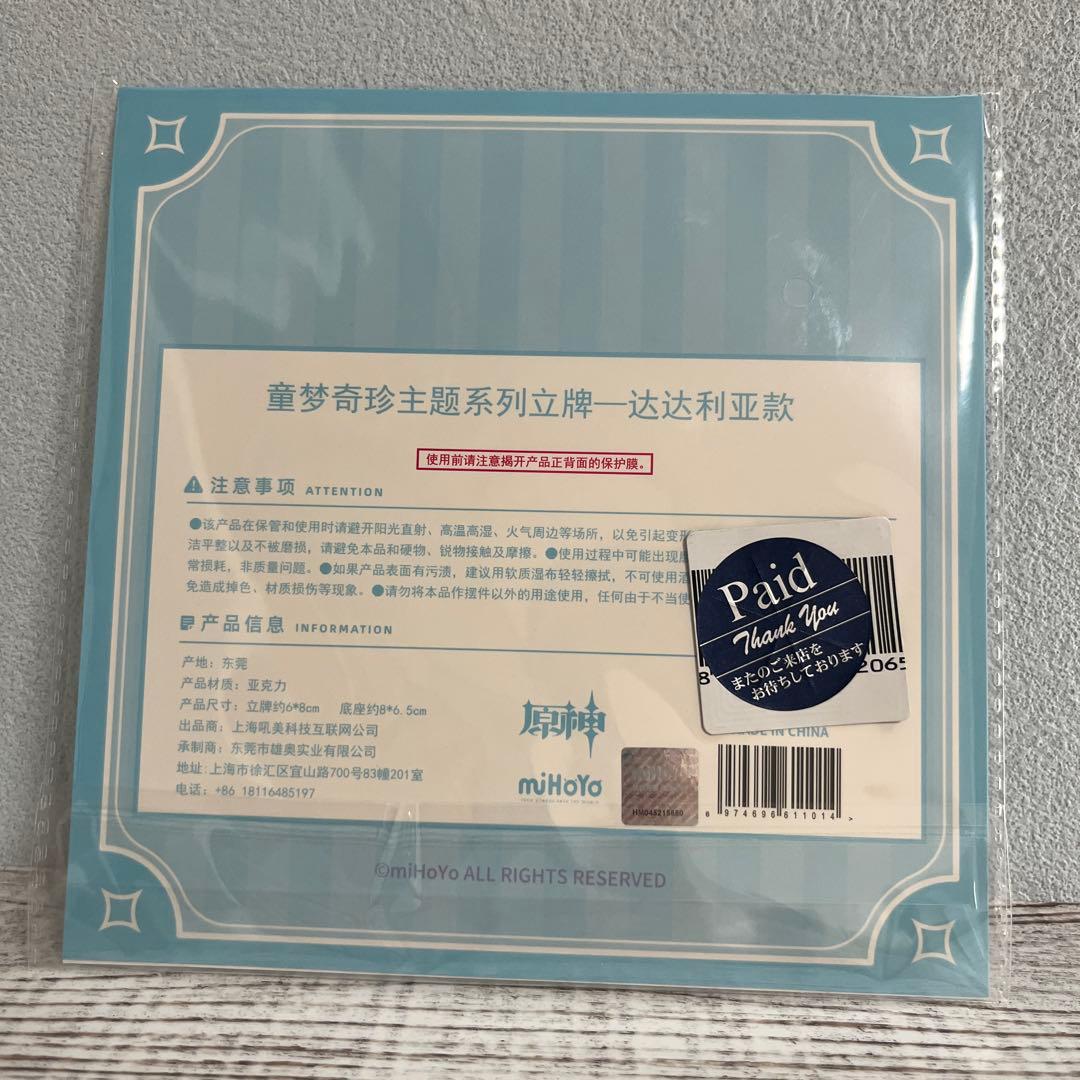 童梦奇珍主题系列立牌—达达利亚款
使用前请注意揭开产品正背面的保护膜。
注意事项 ATTENTION
●该产品在保管和使用时请避开阳光直射、高温高湿、火气周边等场所，以免引起变形
洁平整以及不被磨损，请避免本品和硬物、锐物接触及摩擦。●使用过程中可能出现
常损耗，非质量问题。●如果产品表面有污渍，建议用软质湿布轻轻擦拭，不可使用
免造成掉色、材质损伤等现象。●请勿将本品作摆件以外的用途使用，任何由于不当使
产品信息 INFORMATION
产地：东莞
产品材质：亚克力
产品尺寸：立牌约6*8cm 底座约8*6.5cm
出品商：上海吼美科技互联网公司
承制商：东莞市雄奥实业有限公司
地址:上海市徐汇区宜山路700号83幢201室
电话：+86 18116485197
原神
miHoYo
Paid
Thank You
またのご来店を
お待ちしております
8
2065
IN CHINA
HM045215660
6 974696 611014 >
©miHoYo ALL RIGHTS RESERVED